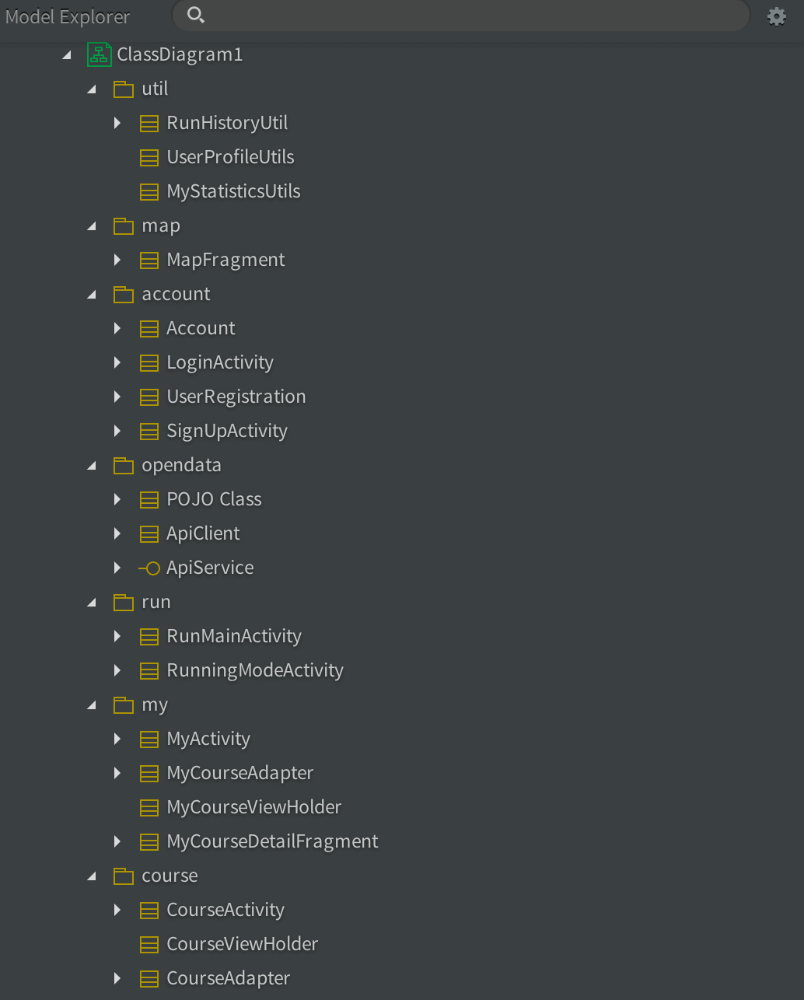 Model Explorer
ClassDiagram1
util
RunHistoryUtil
UserProfileUtils
MyStatisticsUtils
map
MapFragment
account
Account
LoginActivity
UserRegistration
SignUpActivity
opendata
POJO Class
ApiClient
ApiService
run
RunMainActivity
RunningModeActivity
my
MyActivity
MyCourseAdapter
MyCourseViewHolder
MyCourseDetailFragment
course
CourseActivity
CourseViewHolder
CourseAdapter